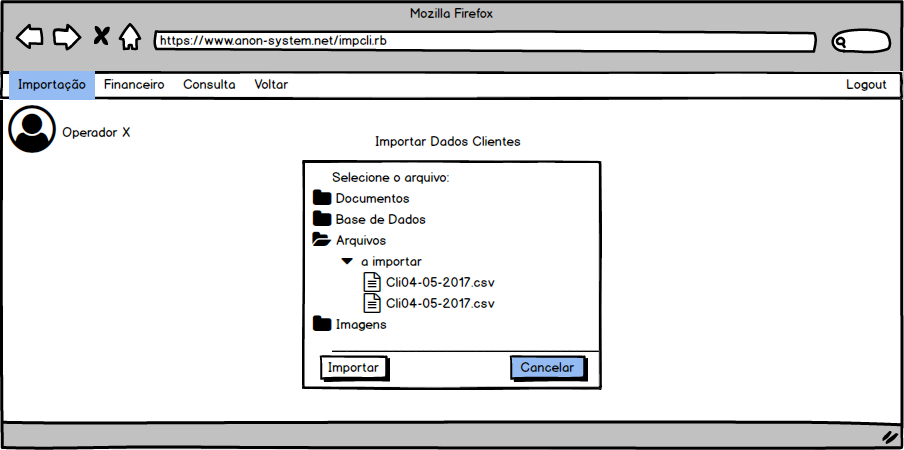 Mozilla Firefox
https://www.anon-system.net/impcli.rb
Importação Financeiro Consulta Voltar Logout
Operador X
Importar Dados Clientes
Selecione o arquivo:
Documentos
Base de Dados
Arquivos
a importar
Cli04-05-2017.csv
Cli04-05-2017.csv
Imagens
Importar Cancelar